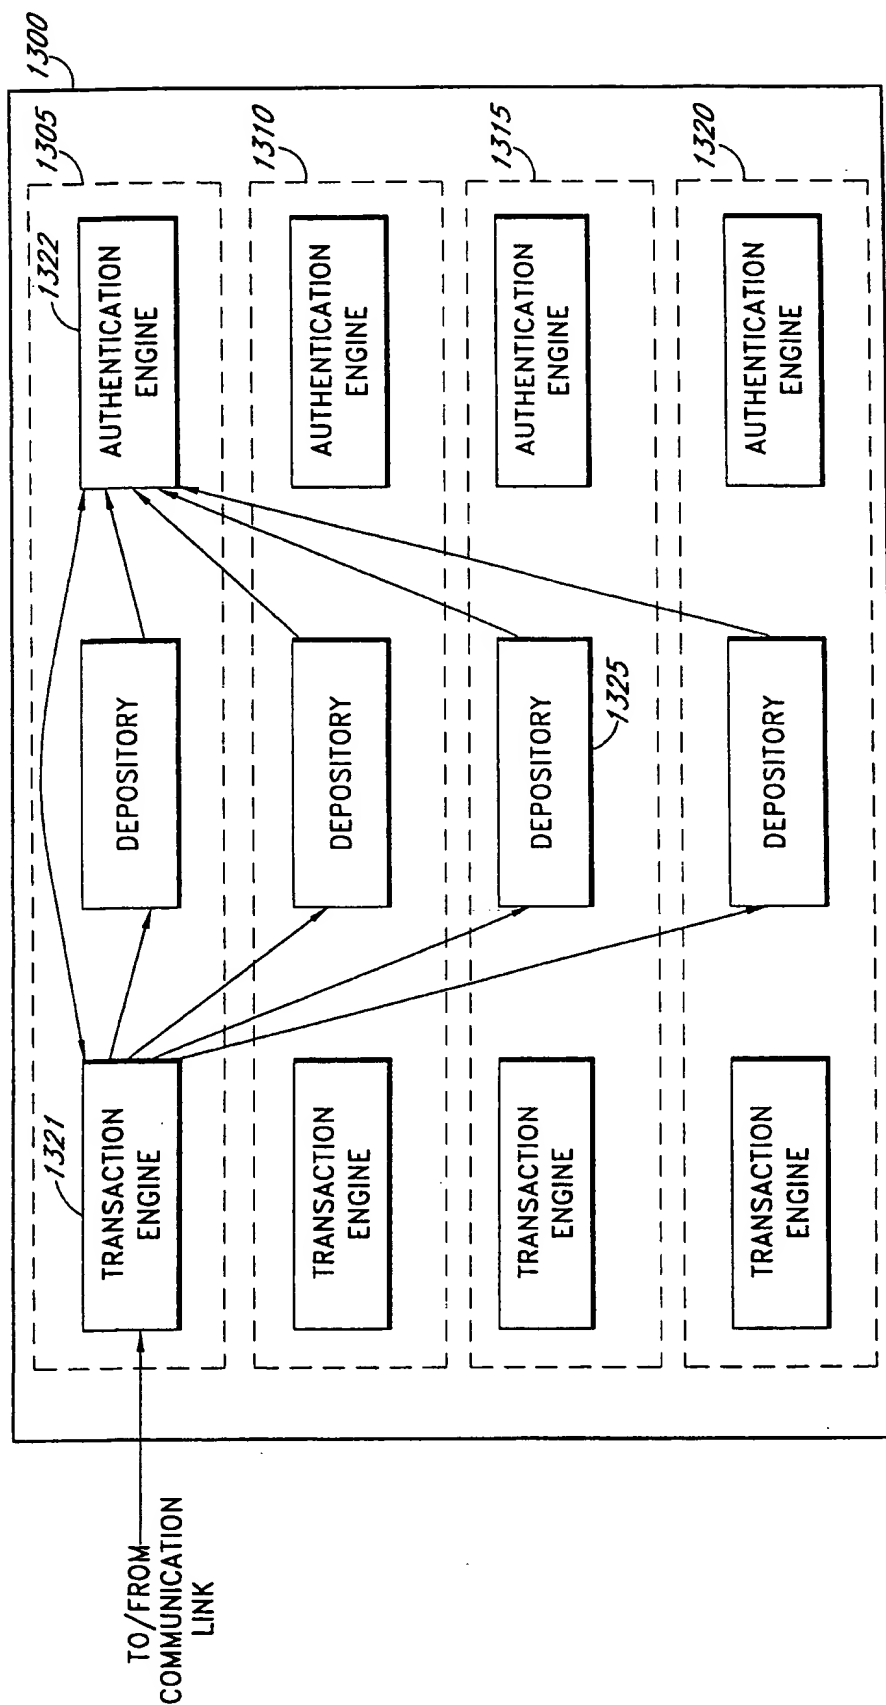 1300
1305
1322
AUTHENTICATION
ENGINE
DEPOSITORY
1321
TRANSACTION
ENGINE
TO/FROM
COMMUNICATION
LINK
1310
AUTHENTICATION
ENGINE
DEPOSITORY
TRANSACTION
ENGINE
1315
AUTHENTICATION
ENGINE
DEPOSITORY
1325
TRANSACTION
ENGINE
1320
AUTHENTICATION
ENGINE
DEPOSITORY
TRANSACTION
ENGINE